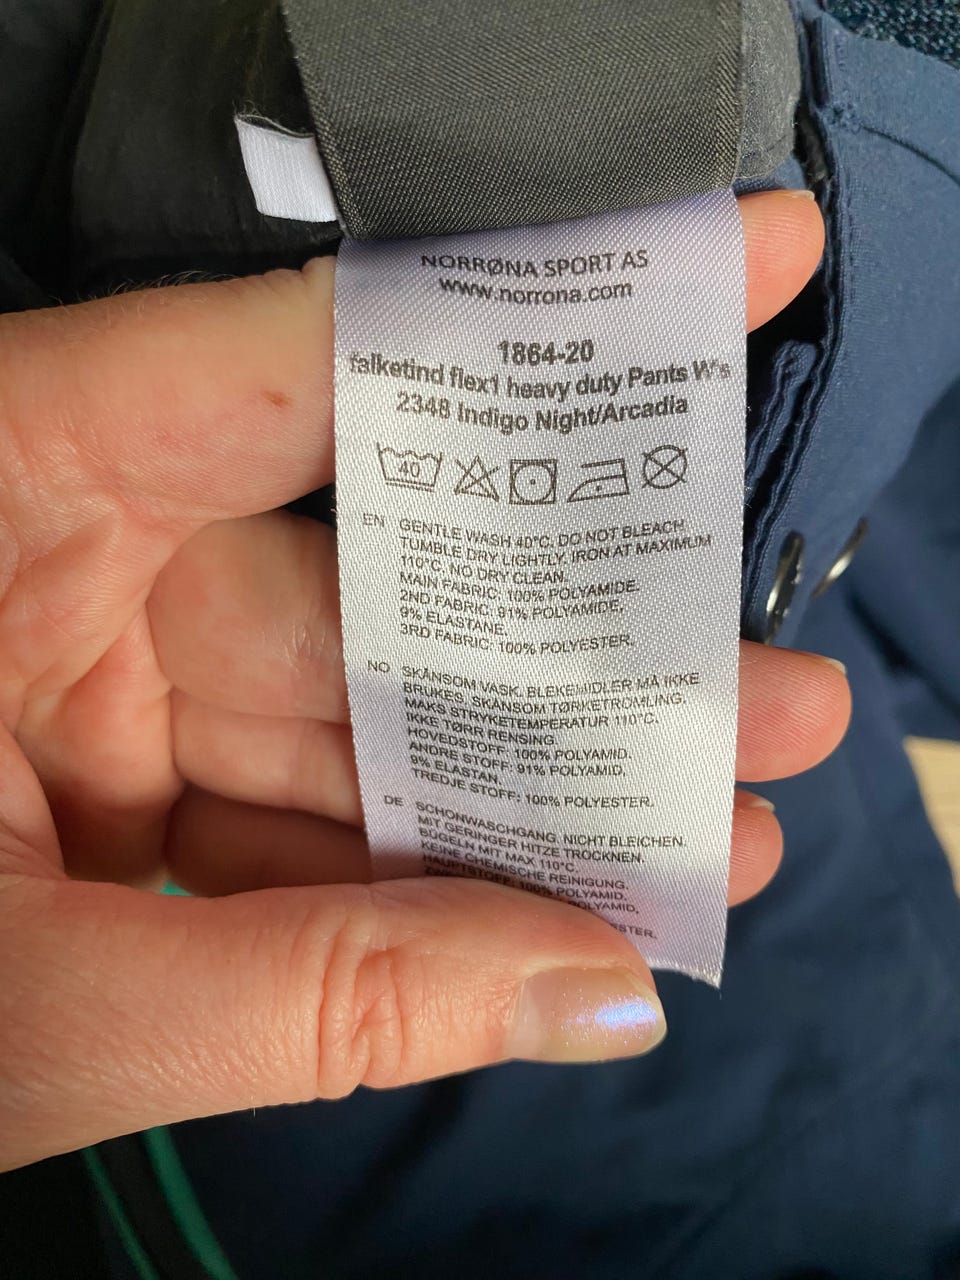 NORRØNA SPORT AS
www.norrona.com
1864-20
falketind flex1 heavy duty Pants W's
2348 Indigo Night/Arcadia
40
EN GENTLE WASH 40°C. DO NOT BLEACH.
TUMBLE DRY LIGHTLY. IRON AT MAXIMUM
110°C. NO DRY CLEAN.
MAIN FABRIC: 100% POLYAMIDE.
2ND FABRIC: 91% POLYAMIDE,
9% ELASTANE.
3RD FABRIC: 100% POLYESTER.
NO SKÅNSOM VASK. BLEKEMIDLER MÅ IKKE
BRUKES. SKÅNSOM TØRKETROMLING.
MAKS STRYKETEMPERATUR 110°C.
IKKE TØRR RENSING.
HOVEDSTOFF: 100% POLYAMID.
ANDRE STOFF: 91% POLYAMID,
9% ELASTAN.
TREDJE STOFF: 100% POLYESTER.
DE SCHONWASCHGANG. NICHT BLEICHEN.
MIT GERINGER HITZE TROCKNEN.
BÜGELN MIT MAX 110°C.
KEINE CHEMISCHE REINIGUNG.
HAUPTSTOFF: 100% POLYAMID.
POLYAMID,